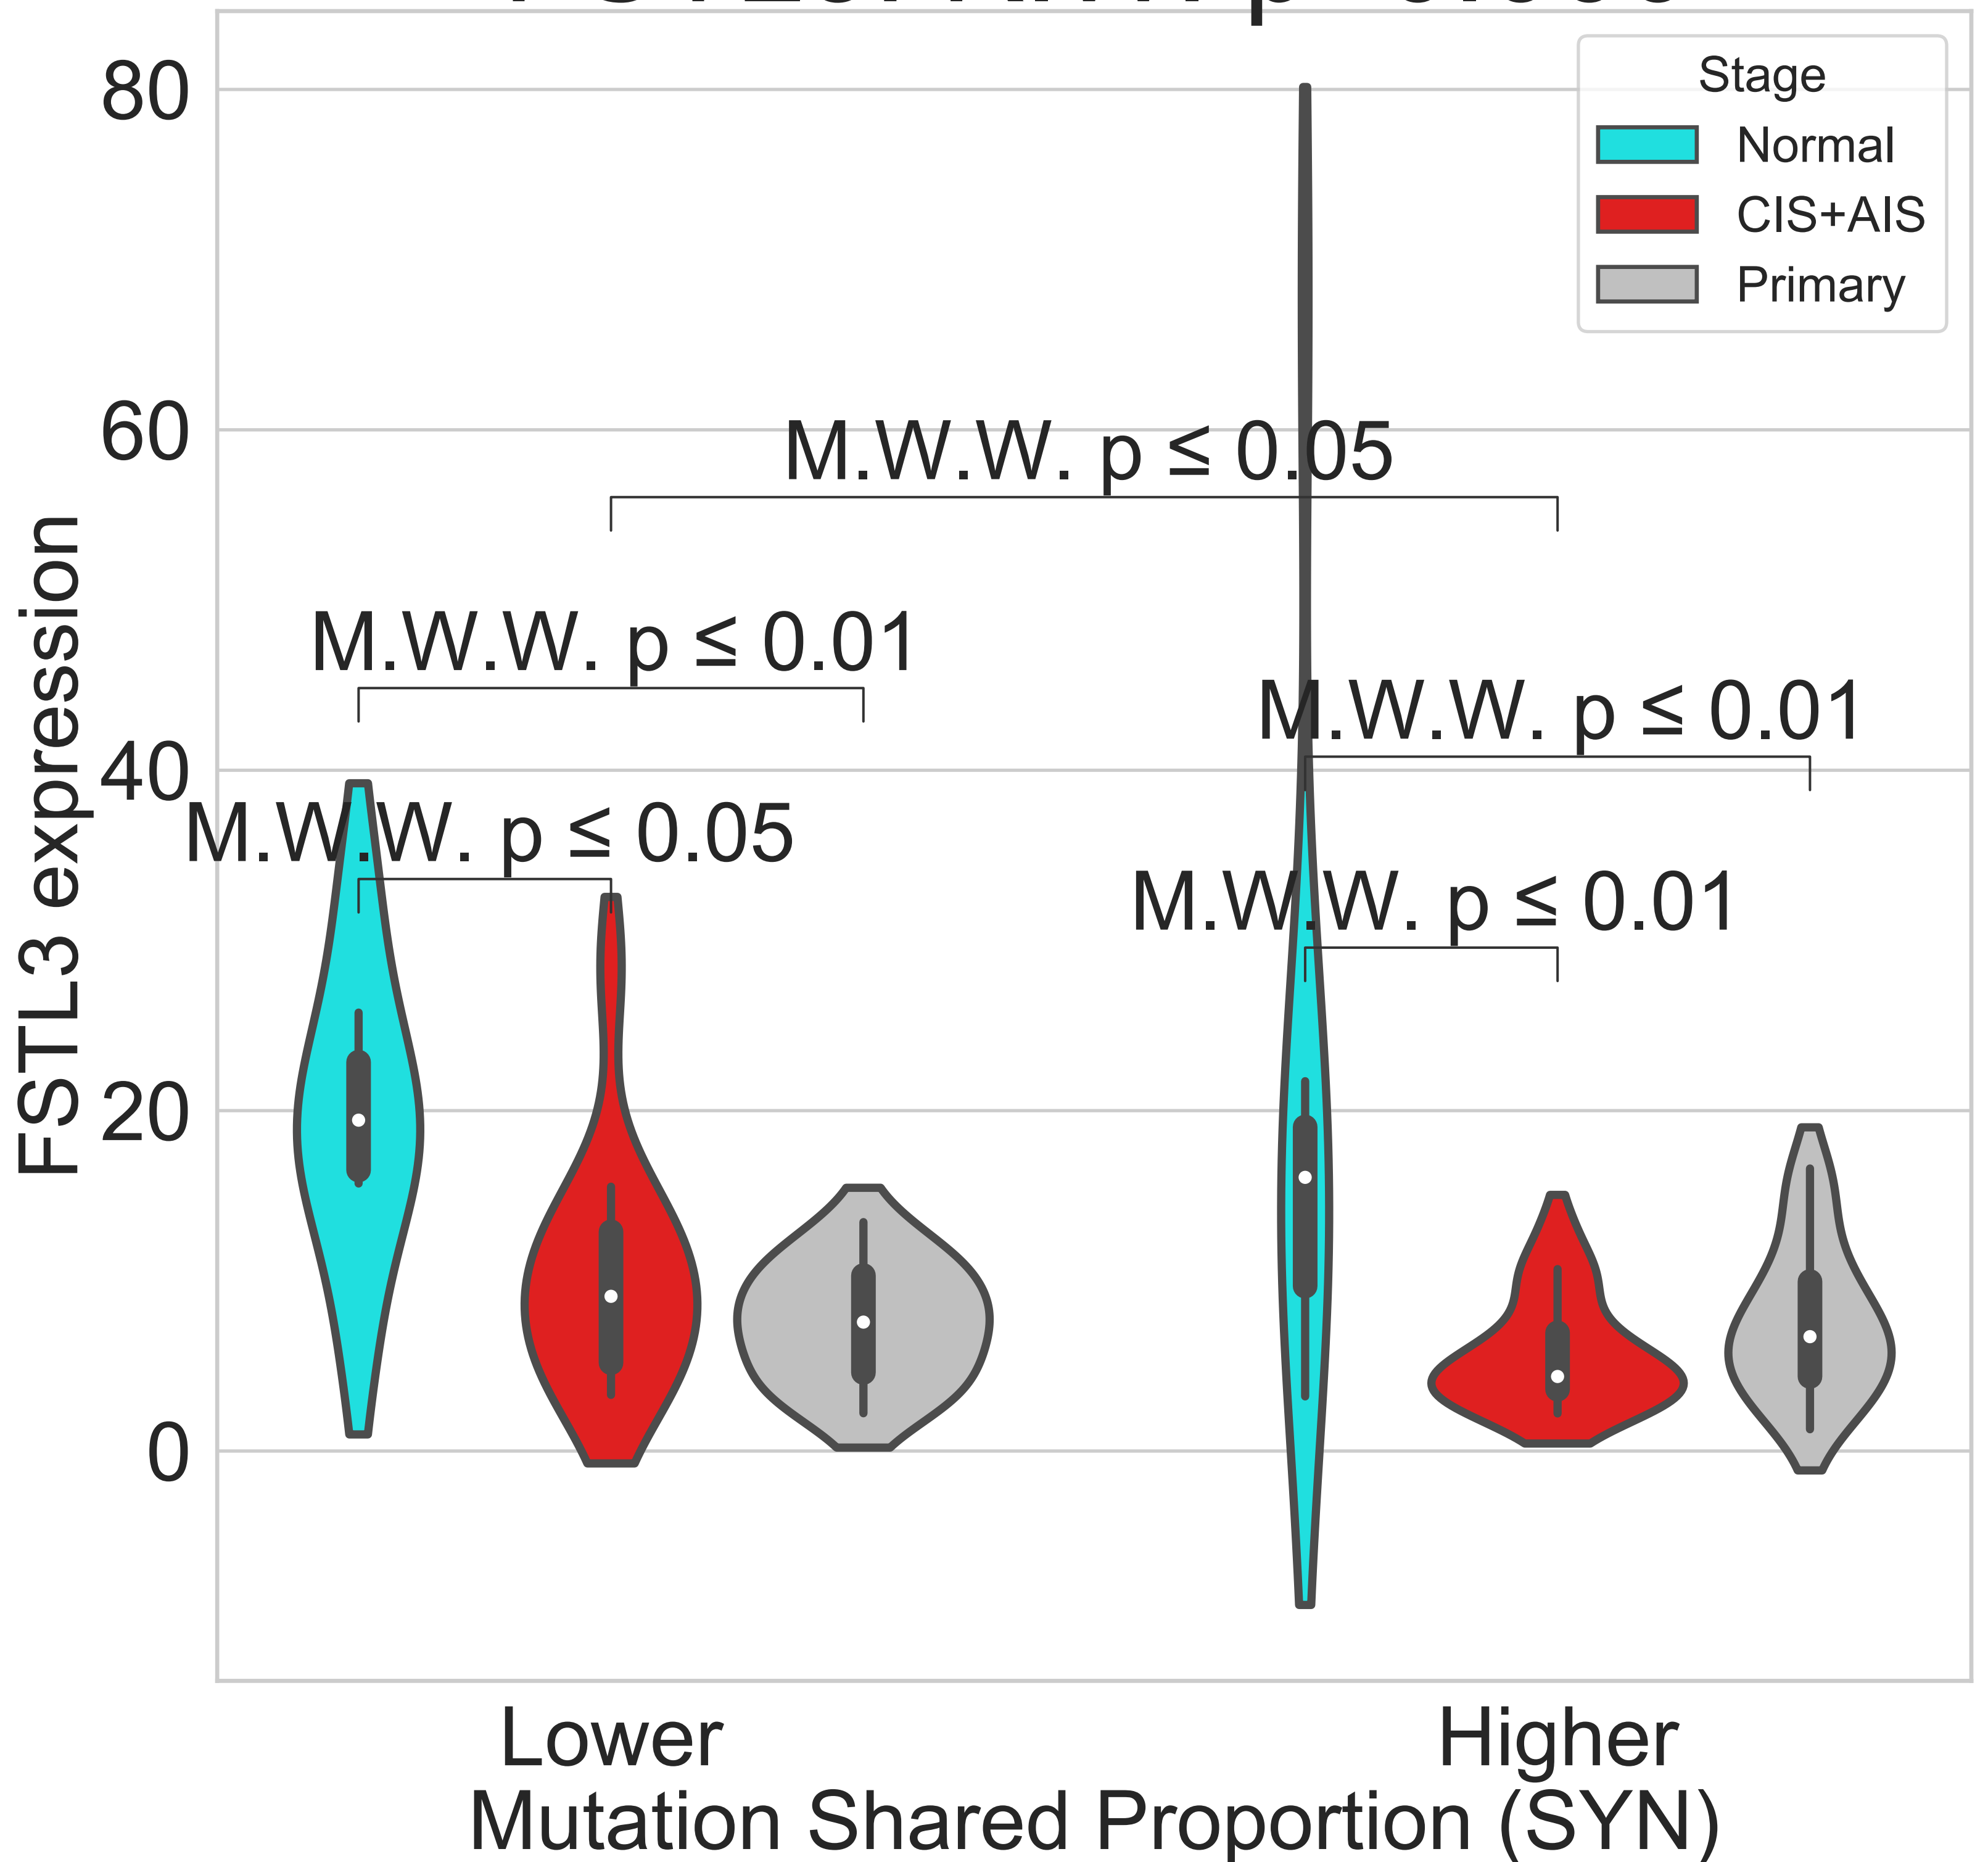 80
60
40
20
0
FSTL3 expression
Stage
Normal
CIS+AIS
Primary
M.W.W. p ≤ 0.05
M.W.W. p ≤ 0.01
M.W.W. p ≤ 0.01
M.W.W. p ≤ 0.05
M.W.W. p ≤ 0.01
Lower
Higher
Mutation Shared Proportion (SYN)